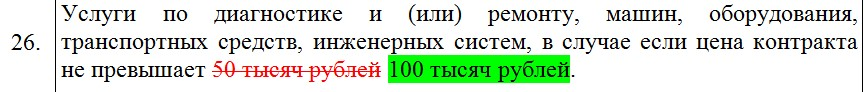 Услуги по диагностике и (или) ремонту, машин, оборудования,
26. транспортных средств, инженерных систем, в случае если цена контракта
не превышает 50 тысяч рублей 100 тысяч рублей.